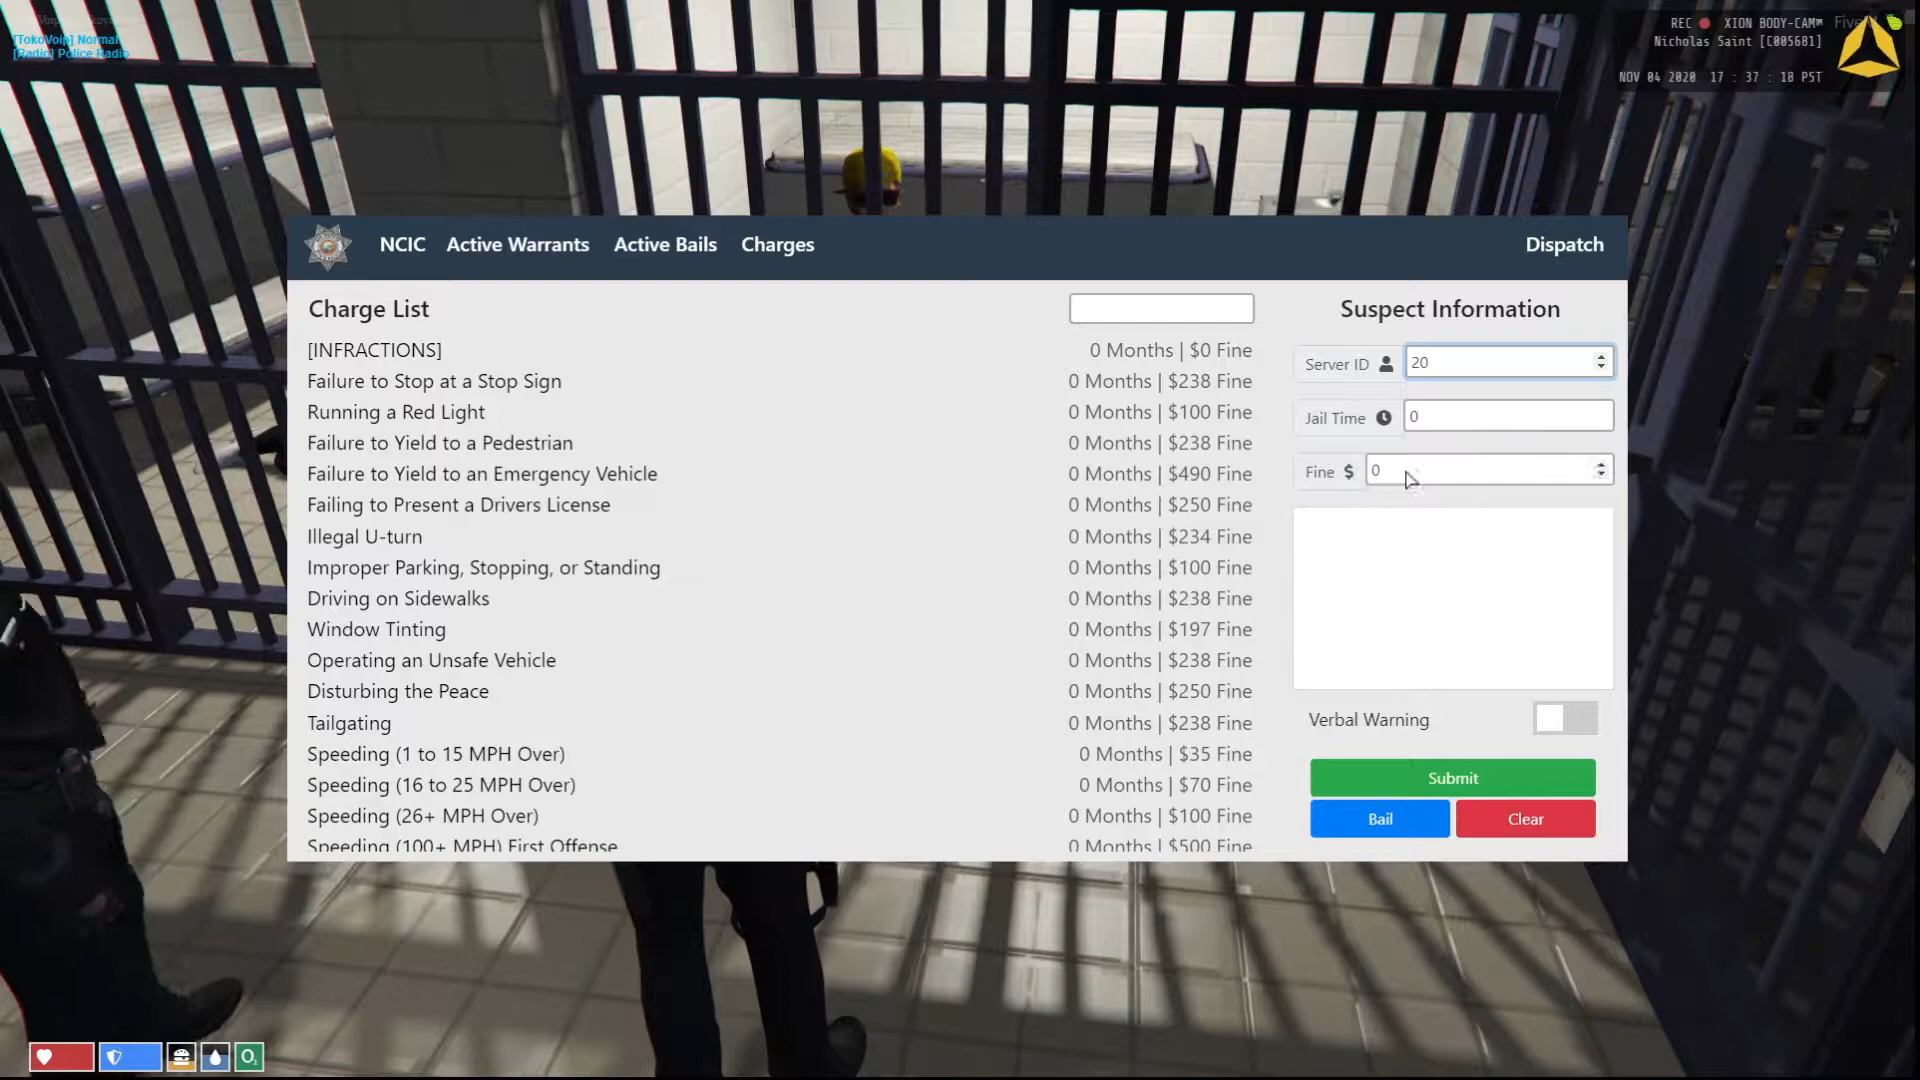 [TokoVoip] Normal
[Radio] Police Radio
REC XION BODY-CAM™
Nicholas Saint [C005681]
NOV 04 2020 17 : 37 : 18 PST
NCIC Active Warrants Active Bails Charges Dispatch
Charge List
[INFRACTIONS] 0 Months | $0 Fine
Failure to Stop at a Stop Sign 0 Months | $238 Fine
Running a Red Light 0 Months | $100 Fine
Failure to Yield to a Pedestrian 0 Months | $238 Fine
Failure to Yield to an Emergency Vehicle 0 Months | $490 Fine
Failing to Present a Drivers License 0 Months | $250 Fine
Illegal U-turn 0 Months | $234 Fine
Improper Parking, Stopping, or Standing 0 Months | $100 Fine
Driving on Sidewalks 0 Months | $238 Fine
Window Tinting 0 Months | $197 Fine
Operating an Unsafe Vehicle 0 Months | $238 Fine
Disturbing the Peace 0 Months | $250 Fine
Tailgating 0 Months | $238 Fine
Speeding (1 to 15 MPH Over) 0 Months | $35 Fine
Speeding (16 to 25 MPH Over) 0 Months | $70 Fine
Speeding (26+ MPH Over) 0 Months | $100 Fine
Speeding (100+ MPH) First Offense 0 Months | $500 Fine
Suspect Information
Server ID 20
Jail Time 0
Fine $ 0
Verbal Warning
Submit
Bail Clear
O₂